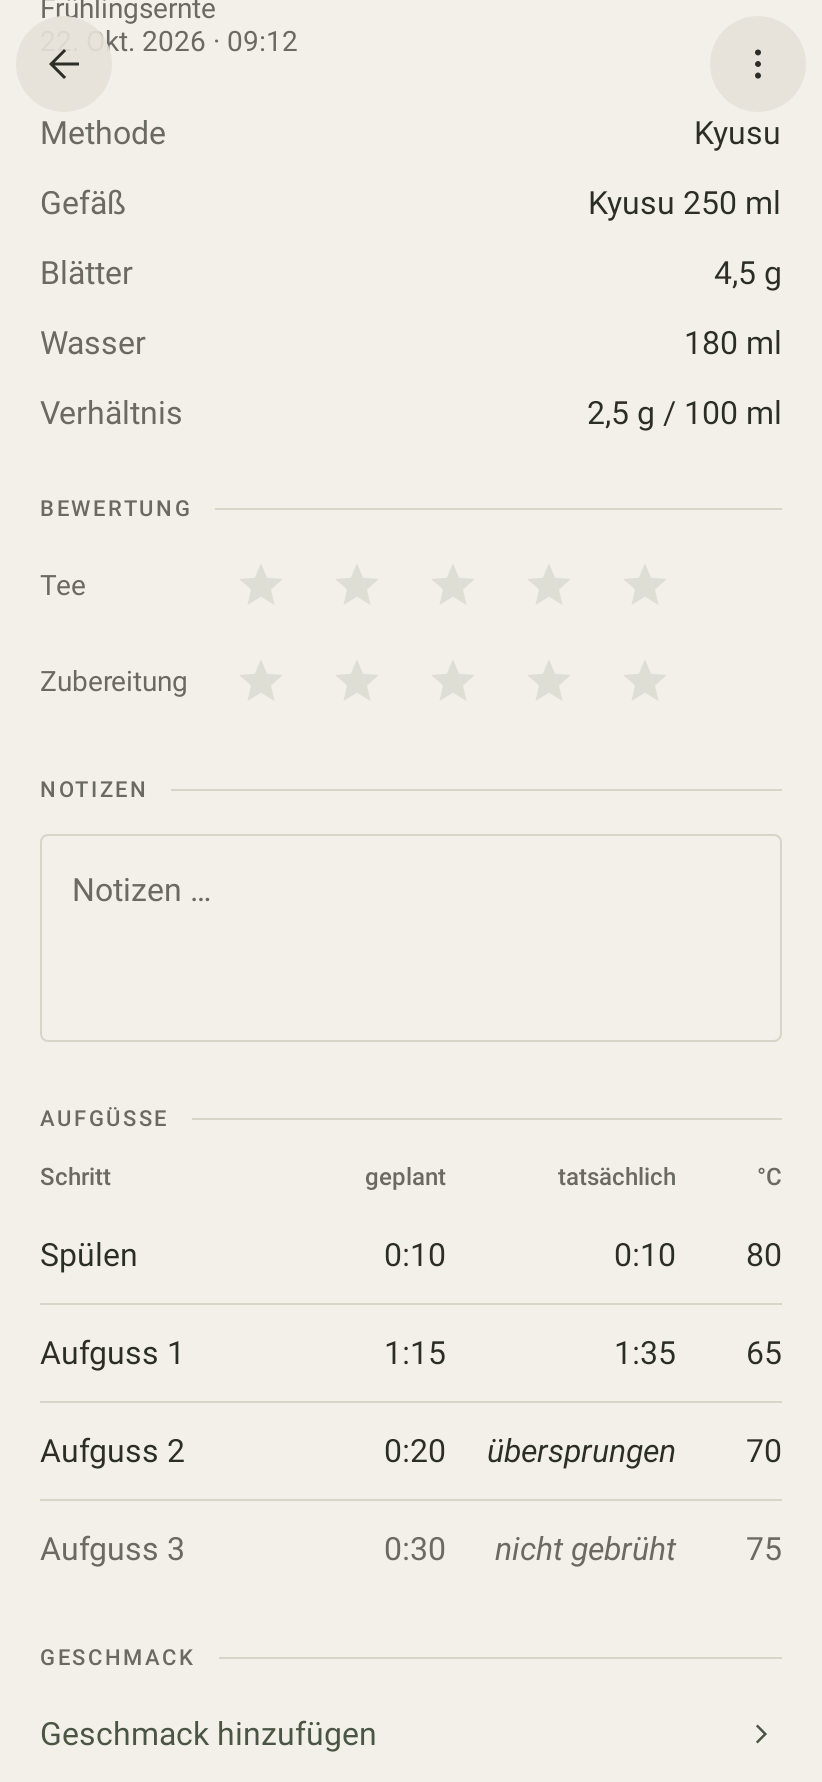 Frühlingsernte
22. Okt. 2026 · 09:12
Methode Kyusu
Gefäß Kyusu 250 ml
Blätter 4,5 g
Wasser 180 ml
Verhältnis 2,5 g / 100 ml
BEWERTUNG
Tee
Zubereitung
NOTIZEN
Notizen ...
AUFGÜSSE
Schritt geplant tatsächlich °C
Spülen 0:10 0:10 80
Aufguss 1 1:15 1:35 65
Aufguss 2 0:20 übersprungen 70
Aufguss 3 0:30 nicht gebrüht 75
GESCHMACK
Geschmack hinzufügen